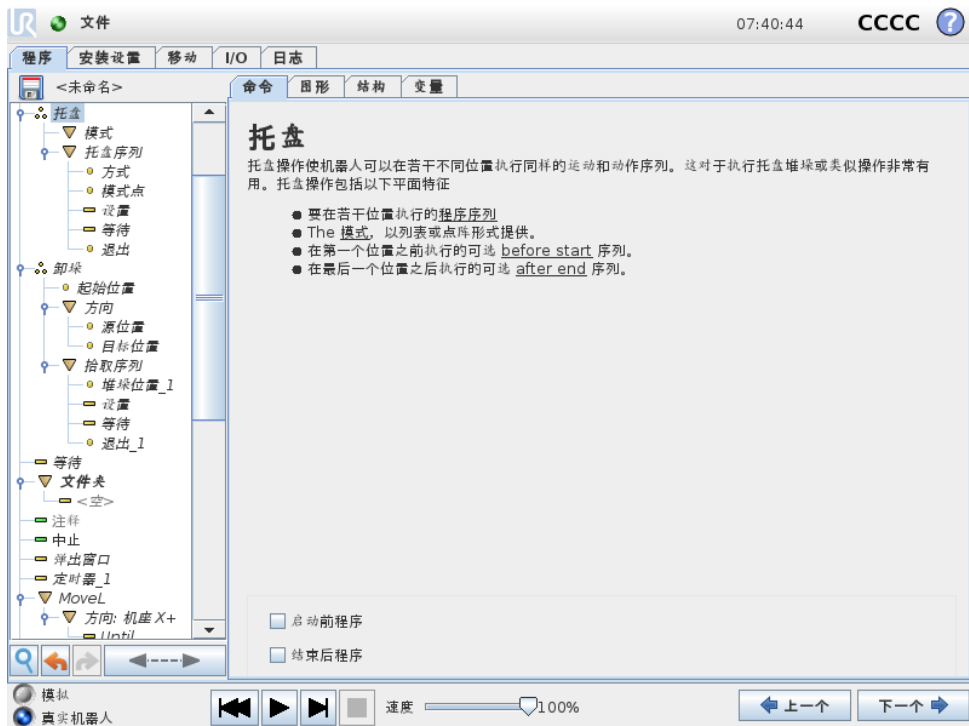 UR 文件 07:40:44 CCCC ?
程序 安装设置 移动 I/O 日志
<未命名>
命令 图形 结构 变量
托盘
模式
托盘序列
方式
模式点
设置
等待
退出
卸垛
起始位置
方向
源位置
目标位置
拾取序列
堆垛位置_1
设置
等待
退出_1
等待
文件夹
<空>
注释
中止
弹出窗口
定时器_1
MoveL
方向: 机座 X+
Until
托盘
托盘操作使机器人可以在若干不同位置执行同样的运动和动作序列。这对于执行托盘堆垛或类似操作非常有
用。托盘操作包括以下平面特征
要在若干位置执行的程序序列
The 模式，以列表或点阵形式提供。
在第一个位置之前执行的可选 before start 序列。
在最后一个位置之后执行的可选 after end 序列。
启动前程序
结束后程序
模拟
真实机器人
速度 100%
上一个 下一个